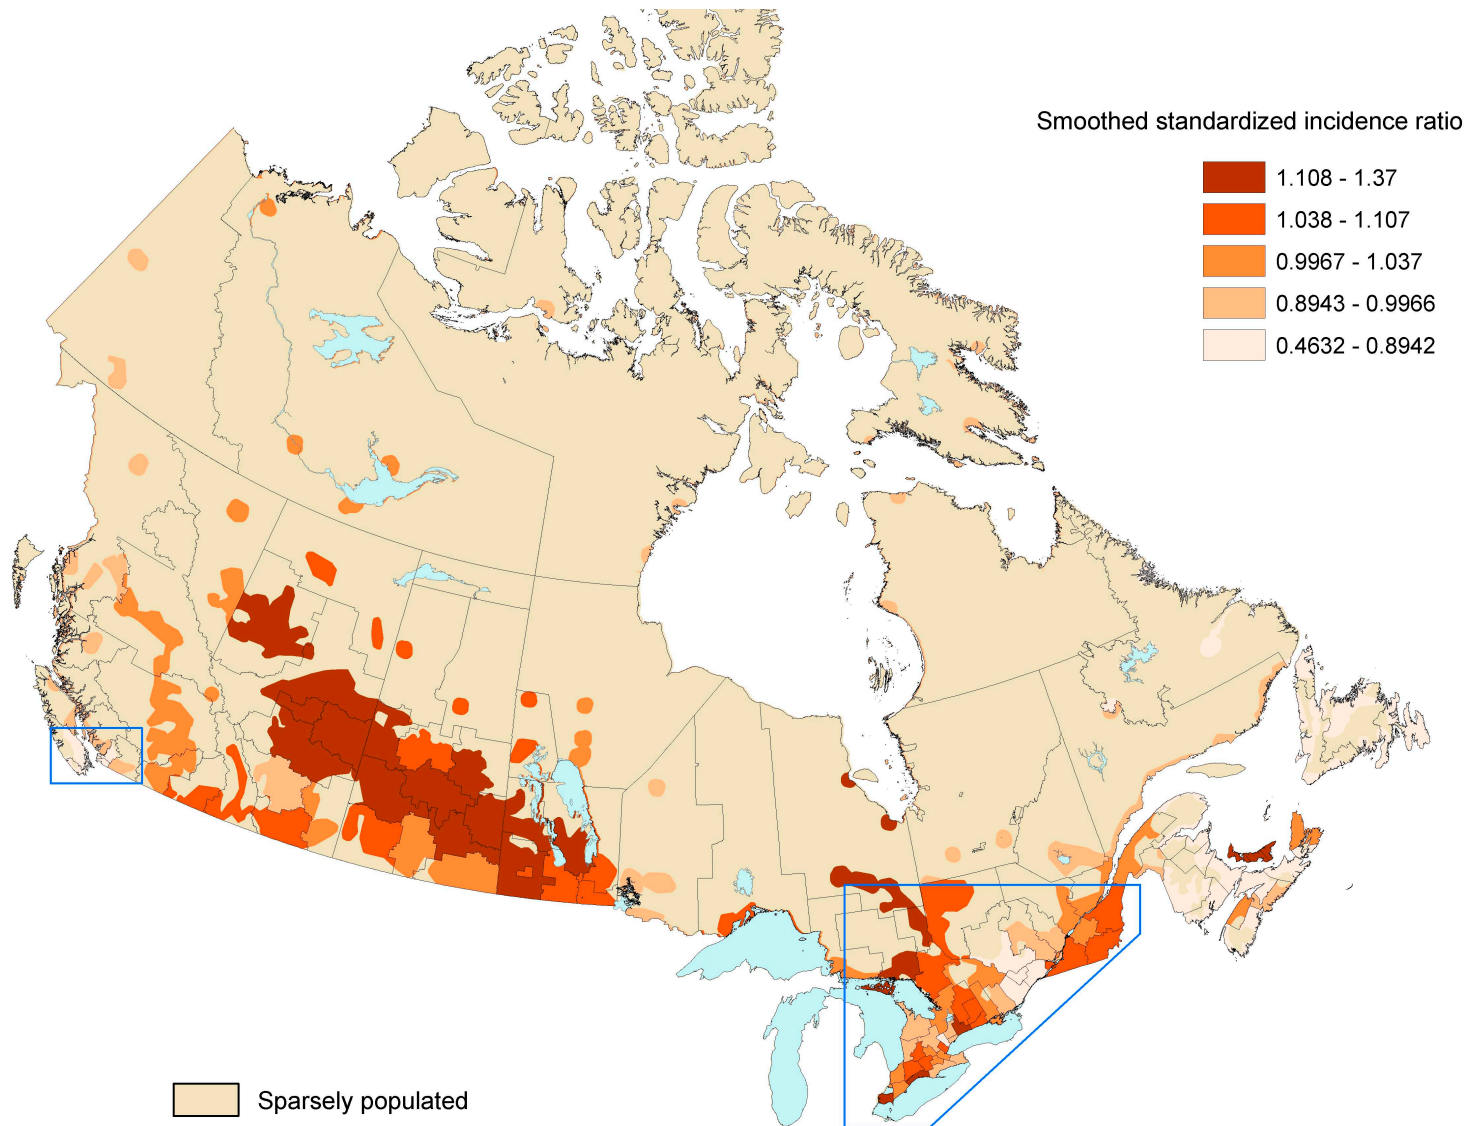 Smoothed standardized incidence ratio
1.108 - 1.37
1.038 - 1.107
0.9967 - 1.037
0.8943 - 0.9966
0.4632 - 0.8942
Sparsely populated